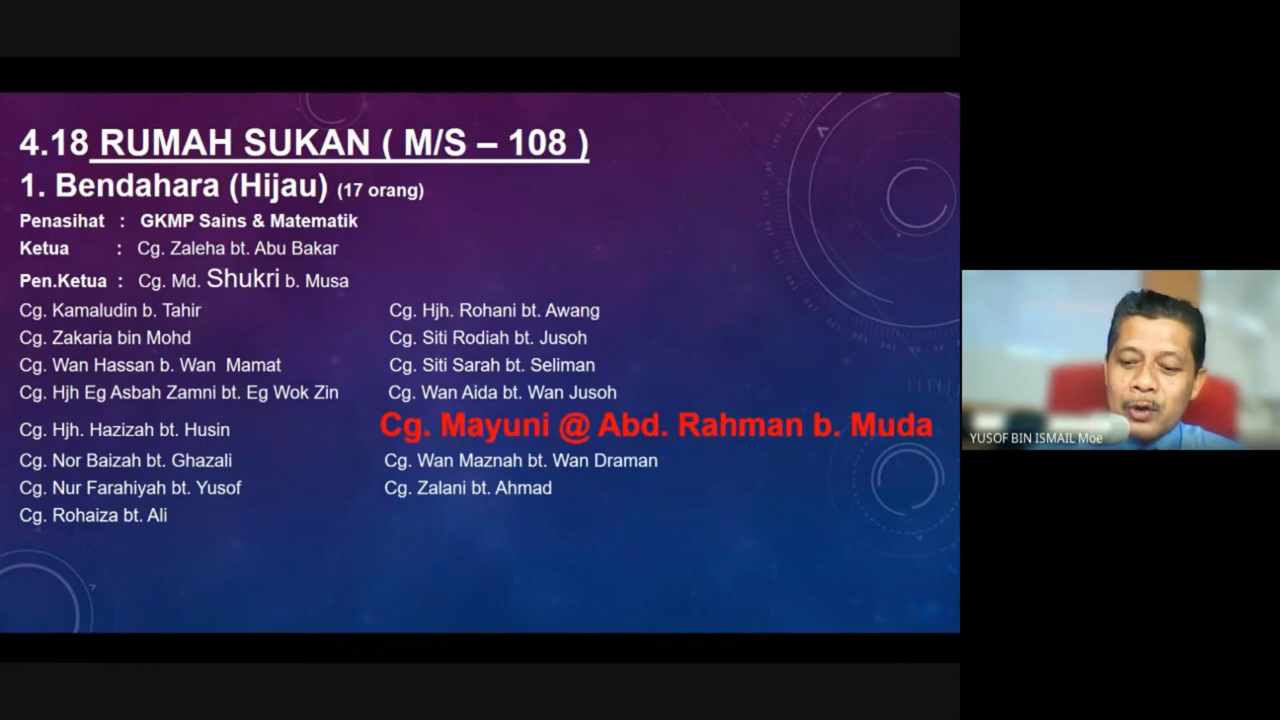 4.18 RUMAH SUKAN ( M/S – 108 )
1. Bendahara (Hijau) (17 orang)
Penasihat : GKMP Sains & Matematik
Ketua : Cg. Zaleha bt. Abu Bakar
Pen.Ketua : Cg. Md. Shukri b. Musa
Cg. Kamaludin b. Tahir
Cg. Zakaria bin Mohd
Cg. Wan Hassan b. Wan Mamat
Cg. Hjh Eg Asbah Zamni bt. Eg Wok Zin
Cg. Hjh. Hazizah bt. Husin
Cg. Nor Baizah bt. Ghazali
Cg. Nur Farahiyah bt. Yusof
Cg. Rohaiza bt. Ali
Cg. Hjh. Rohani bt. Awang
Cg. Siti Rodiah bt. Jusoh
Cg. Siti Sarah bt. Seliman
Cg. Wan Aida bt. Wan Jusoh
Cg. Mayuni @ Abd. Rahman b. Muda
Cg. Wan Maznah bt. Wan Draman
Cg. Zalani bt. Ahmad
YUSOF BIN ISMAIL Moe